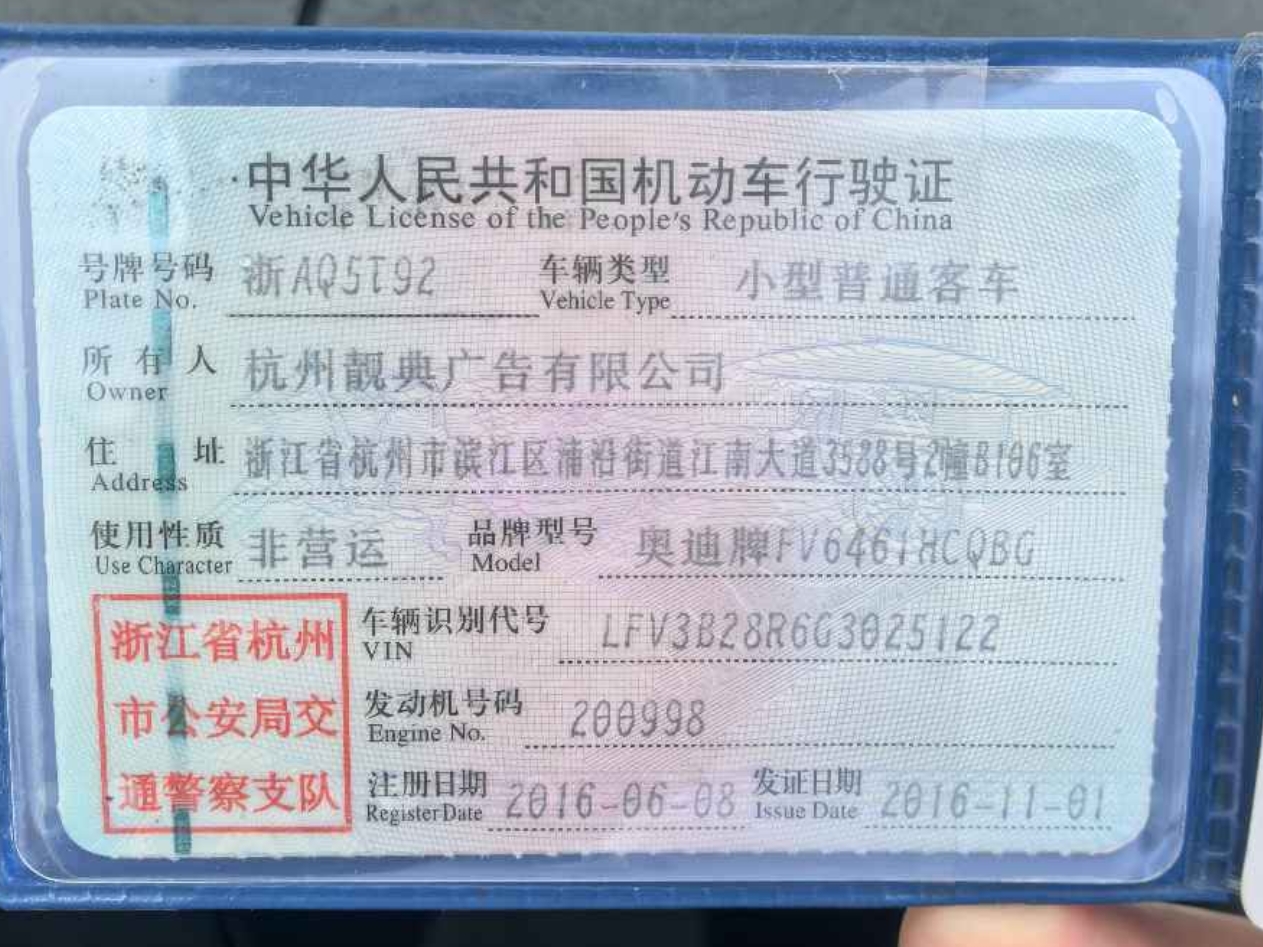 中华人民共和国机动车行驶证
Vehicle License of the People's Republic of China
号牌号码 浙AQ5T92 车辆类型 小型普通客车
Plate No. Vehicle Type
所有人 杭州靓典广告有限公司
Owner
住址 浙江省杭州市滨江区浦沿街道江南大道3588号2幢B106室
Address
使用性质 非营运 品牌型号 奥迪牌FV6461HCQBG
Use Character Model
浙江省杭州
市公安局交
通警察支队
车辆识别代号 LFV3B28R6G3025122
VIN
发动机号码 200998
Engine No.
注册日期 2016-06-08 发证日期 2016-11-01
Register Date Issue Date